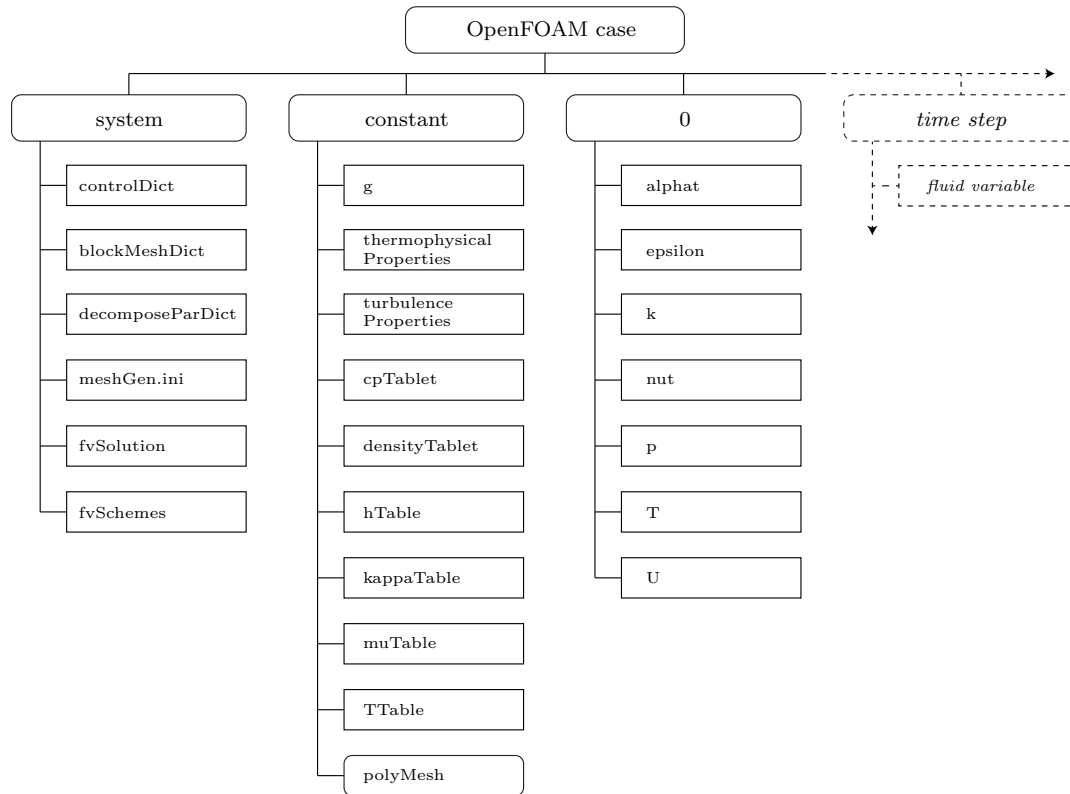 OpenFOAM case
system
constant
0
time step
controlDict
blockMeshDict
decomposeParDict
meshGen.ini
fvSolution
fvSchemes
g
thermophysical
Properties
turbulence
Properties
cpTablet
densityTablet
hTable
kappaTable
muTable
TTable
polyMesh
alphat
epsilon
k
nut
p
T
U
fluid variable